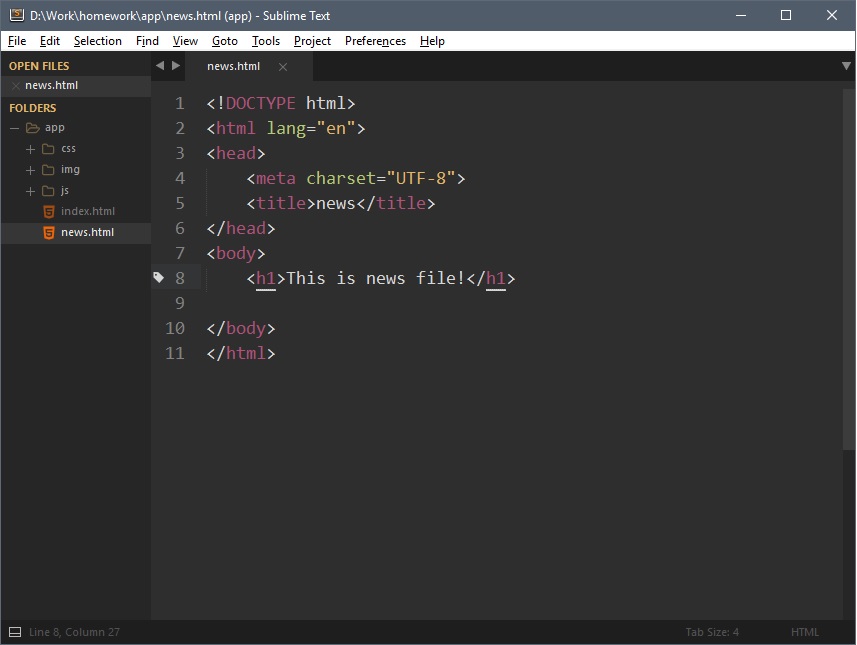 D:\Work\homework\app\news.html (app) - Sublime Text
File Edit Selection Find View Goto Tools Project Preferences Help
OPEN FILES
news.html
FOLDERS
app
css
img
js
index.html
news.html
news.html
1 <!DOCTYPE html>
2 <html lang="en">
3 <head>
4     <meta charset="UTF-8">
5     <title>news</title>
6 </head>
7 <body>
8     <h1>This is news file!</h1>
9
10 </body>
11 </html>
Line 8, Column 27
Tab Size: 4
HTML